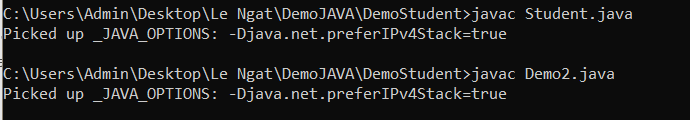 C:\Users\Admin\Desktop\Le Ngat\DemoJAVA\DemoStudent>javac Student.java
Picked up _JAVA_OPTIONS: -Djava.net.preferIPv4Stack=true
C:\Users\Admin\Desktop\Le Ngat\DemoJAVA\DemoStudent>javac Demo2.java
Picked up _JAVA_OPTIONS: -Djava.net.preferIPv4Stack=true